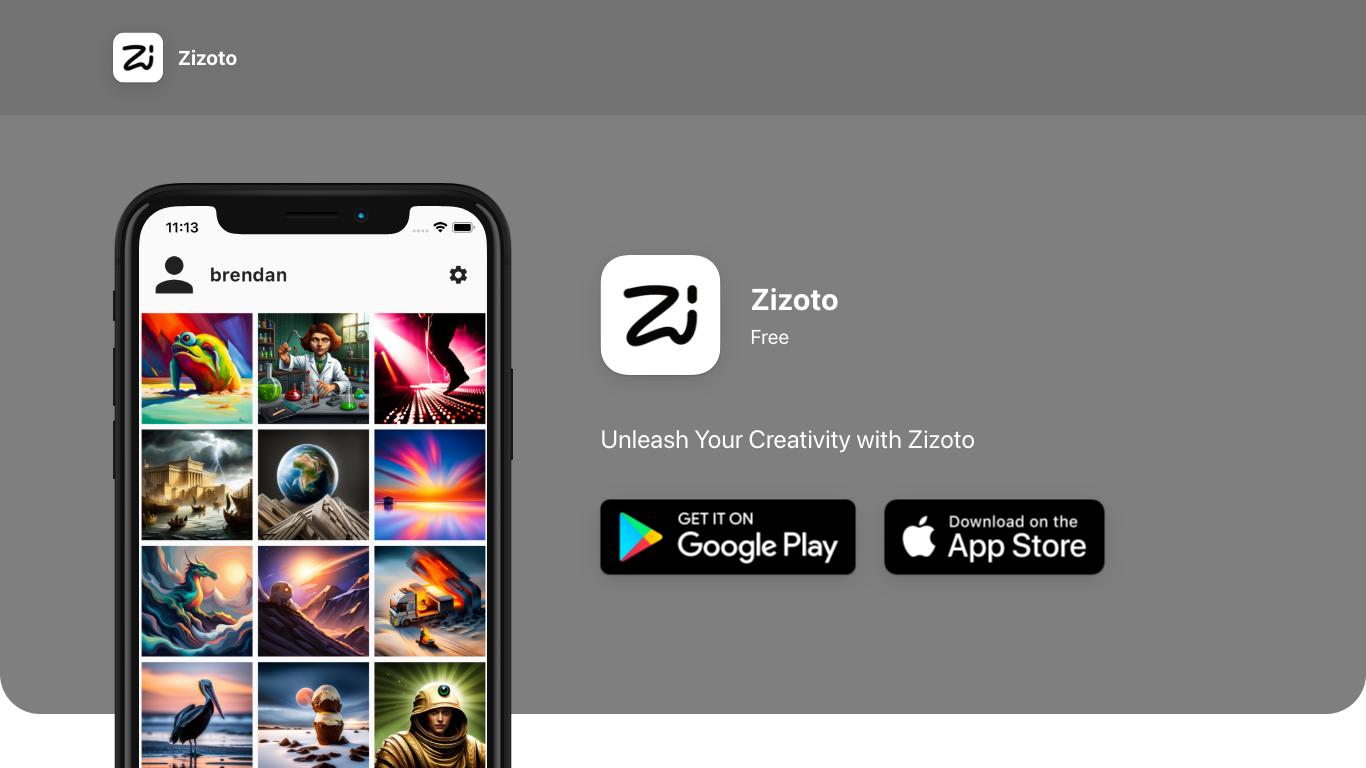 Zi
Zizoto
11:13
brendan
Zi
Zizoto
Free
Unleash Your Creativity with Zizoto
GET IT ON
Google Play
Download on the
App Store